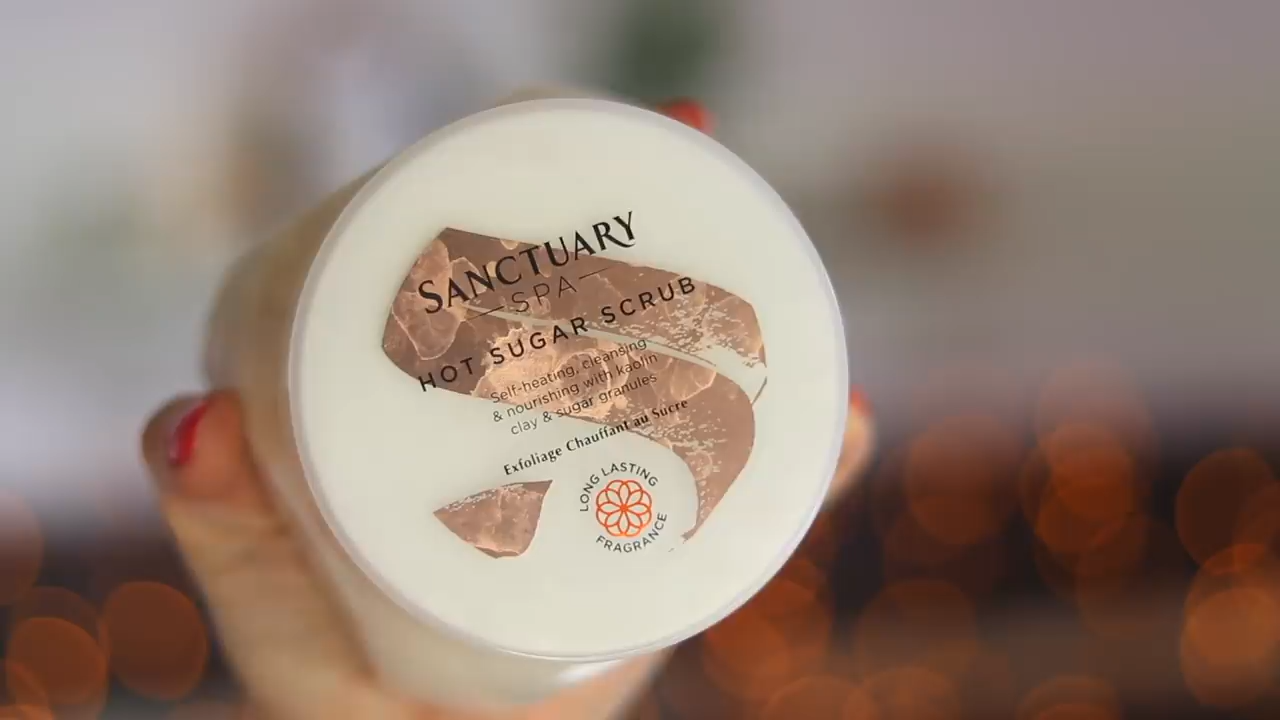 SANCTUARY
SPA
HOT SUGAR SCRUB
Self-heating, cleansing
& nourishing with kaolin
clay & sugar granules
Exfoliage Chauffant au Sucre
LONG LASTING
FRAGRANCE